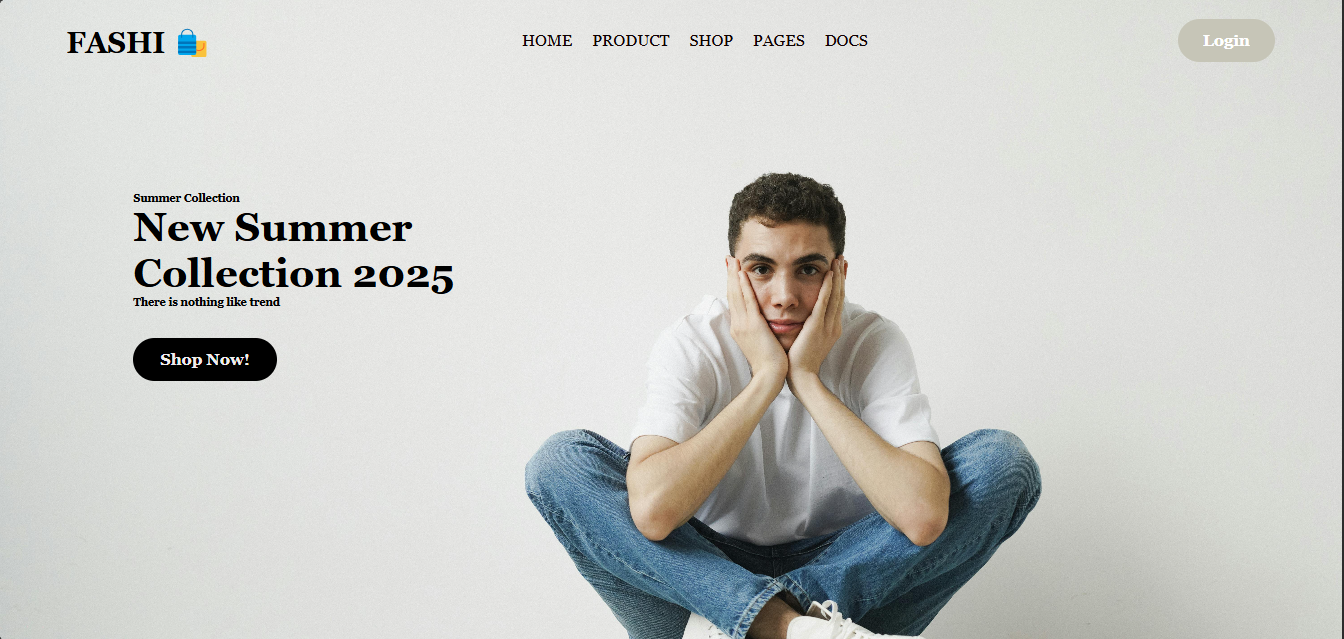 FASHI
HOME PRODUCT SHOP PAGES DOCS
Login
Summer Collection
New Summer
Collection 2025
There is nothing like trend
Shop Now!